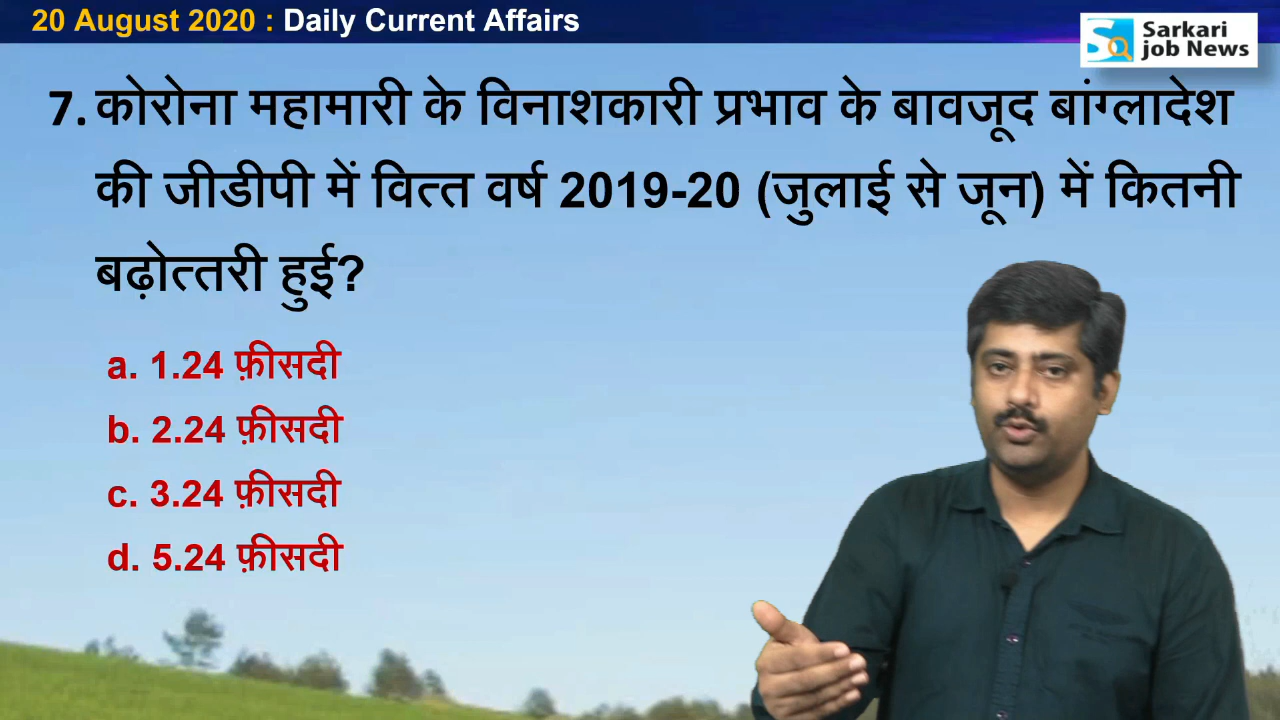 20 August 2020 : Daily Current Affairs
Sarkari
job News
7. कोरोना महामारी के विनाशकारी प्रभाव के बावजूद बांग्लादेश
की जीडीपी में वित्त वर्ष 2019-20 (जुलाई से जून) में कितनी
बढ़ोत्तरी हुई?
a. 1.24 फ़ीसदी
b. 2.24 फ़ीसदी
c. 3.24 फ़ीसदी
d. 5.24 फ़ीसदी